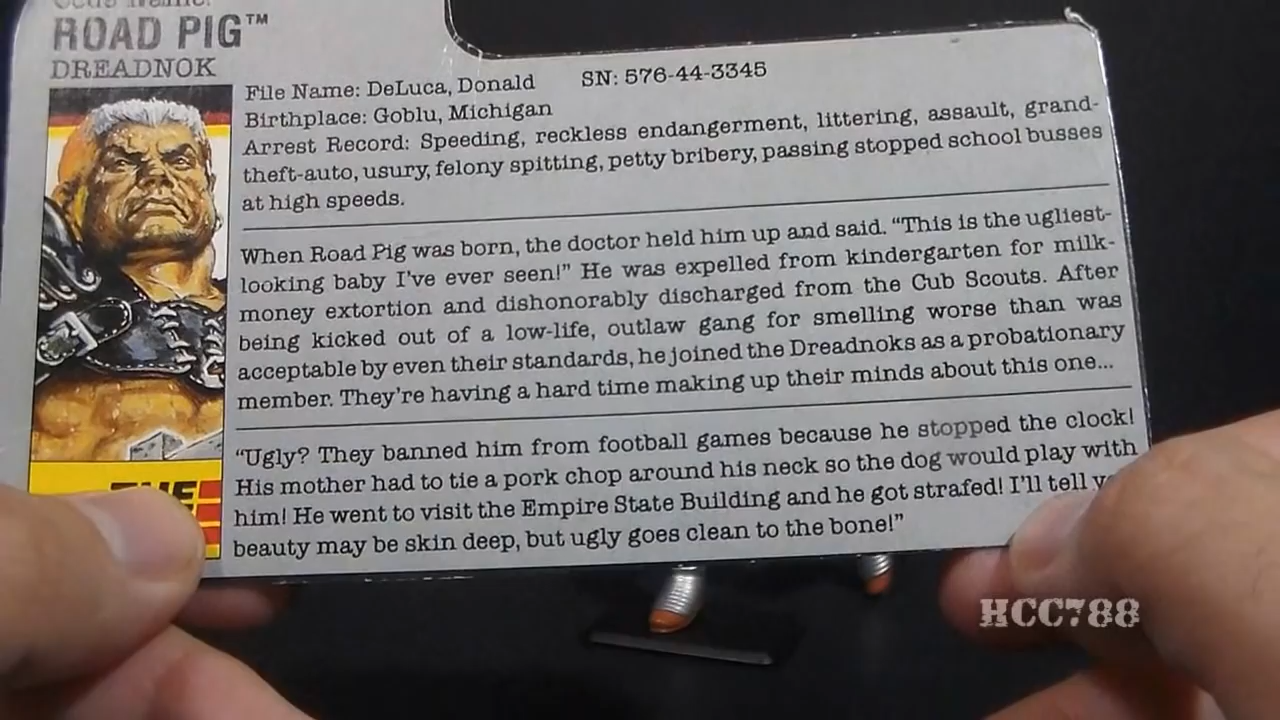 Code Name:
ROAD PIG™
DREADNOK
File Name: DeLuca, Donald SN: 576-44-3345
Birthplace: Goblu, Michigan
Arrest Record: Speeding, reckless endangerment, littering, assault, grand-
theft-auto, usury, felony spitting, petty bribery, passing stopped school busses
at high speeds.
When Road Pig was born, the doctor held him up and said. “This is the ugliest-
looking baby I've ever seen!” He was expelled from kindergarten for milk-
money extortion and dishonorably discharged from the Cub Scouts. After
being kicked out of a low-life, outlaw gang for smelling worse than was
acceptable by even their standards, he joined the Dreadnoks as a probationary
member. They're having a hard time making up their minds about this one...
“Ugly? They banned him from football games because he stopped the clock!
His mother had to tie a pork chop around his neck so the dog would play with
him! He went to visit the Empire State Building and he got strafed! I'll tell
beauty may be skin deep, but ugly goes clean to the bone!”
HCC788